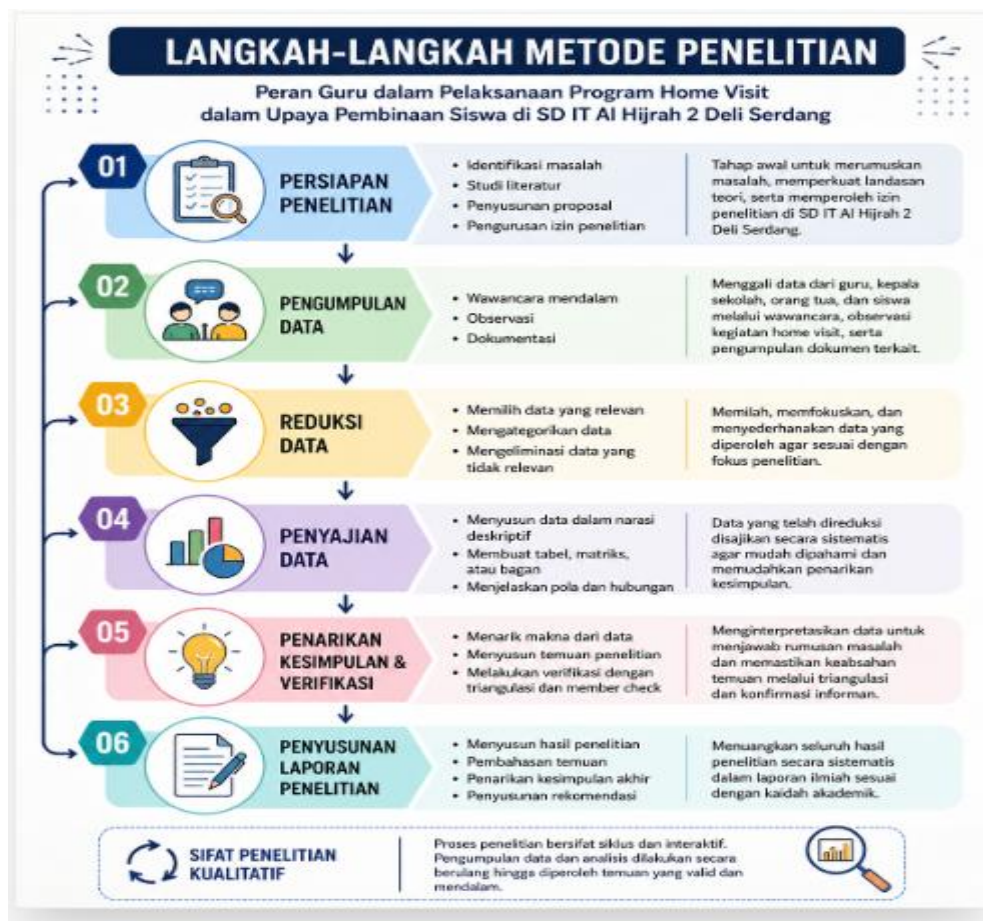 LANGKAH-LANGKAH METODE PENELITIAN
Peran Guru dalam Pelaksanaan Program Home Visit
dalam Upaya Pembinaan Siswa di SD IT Al Hijrah 2 Deli Serdang
01
PERSIAPAN
PENELITIAN
• Identifikasi masalah
• Studi literatur
• Penyusunan proposal
• Pengurusan izin penelitian
Tahap awal untuk merumuskan
masalah, memperkuat landasan
teori, serta memperoleh izin
penelitian di SD IT Al Hijrah 2
Deli Serdang.
02
PENGUMPULAN
DATA
• Wawancara mendalam
• Observasi
• Dokumentasi
Menggali data dari guru, kepala
sekolah, orang tua, dan siswa
melalui wawancara, observasi
kegiatan home visit, serta
pengumpulan dokumen terkait.
03
REDUKSI
DATA
• Memilih data yang relevan
• Mengategorikan data
• Mengeliminasi data yang
tidak relevan
Memilah, memfokuskan, dan
menyederhanakan data yang
diperoleh agar sesuai dengan
fokus penelitian.
04
PENYAJIAN
DATA
• Menyusun data dalam narasi
deskriptif
• Membuat tabel, matriks,
atau bagan
• Menjelaskan pola dan hubungan
Data yang telah direduksi
disajikan secara sistematis
agar mudah dipahami dan
memudahkan penarikan
kesimpulan.
05
PENARIKAN
KESIMPULAN &
VERIFIKASI
• Menarik makna dari data
• Menyusun temuan penelitian
• Melakukan verifikasi dengan
triangulasi dan member check
Menginterpretasikan data untuk
menjawab rumusan masalah
dan memastikan keabsahan
temuan melalui triangulasi
dan konfirmasi informan.
06
PENYUSUNAN
LAPORAN
PENELITIAN
• Menyusun hasil penelitian
• Pembahasan temuan
• Penarikan kesimpulan akhir
• Penyusunan rekomendasi
Menuangkan seluruh hasil
penelitian secara sistematis
dalam laporan ilmiah sesuai
dengan kaidah akademik.
SIFAT PENELITIAN
KUALITATIF
Proses penelitian bersifat siklus dan interaktif.
Pengumpulan data dan analisis dilakukan secara
berulang hingga diperoleh temuan yang valid dan
mendalam.